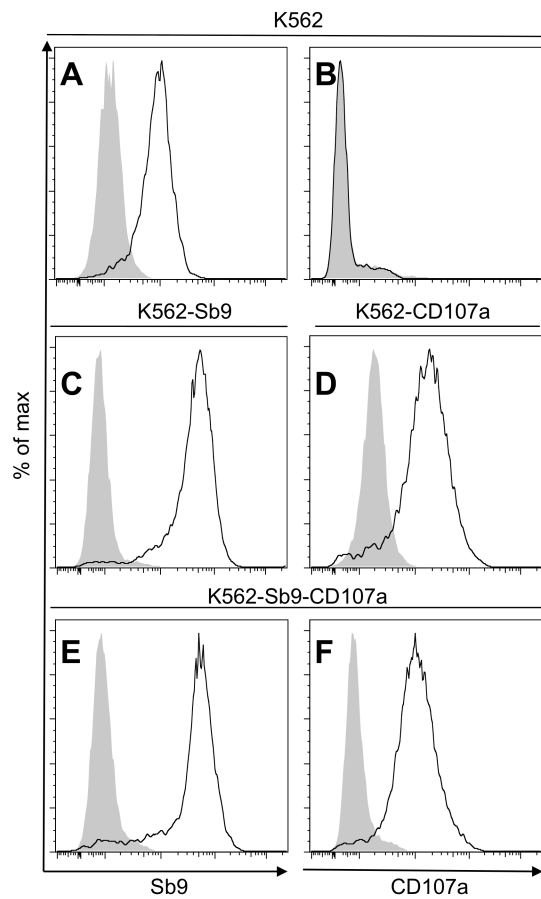 K562
A
B
K562-Sb9
K562-CD107a
C
D
% of max
K562-Sb9-CD107a
E
F
Sb9
CD107a